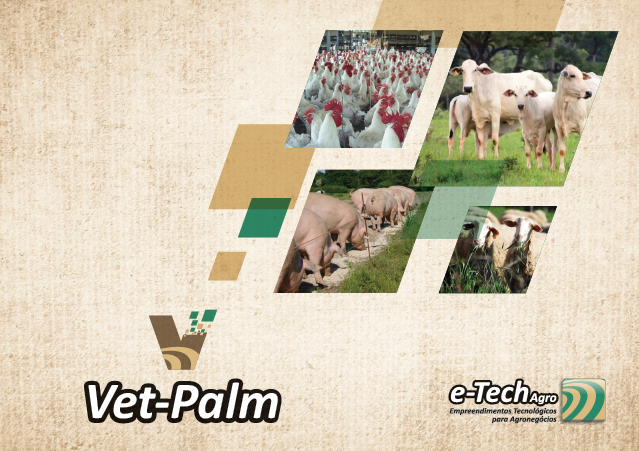 Vet-Palm
e-Tech Agro
Empreendimentos Tecnológicos
para Agronegócios